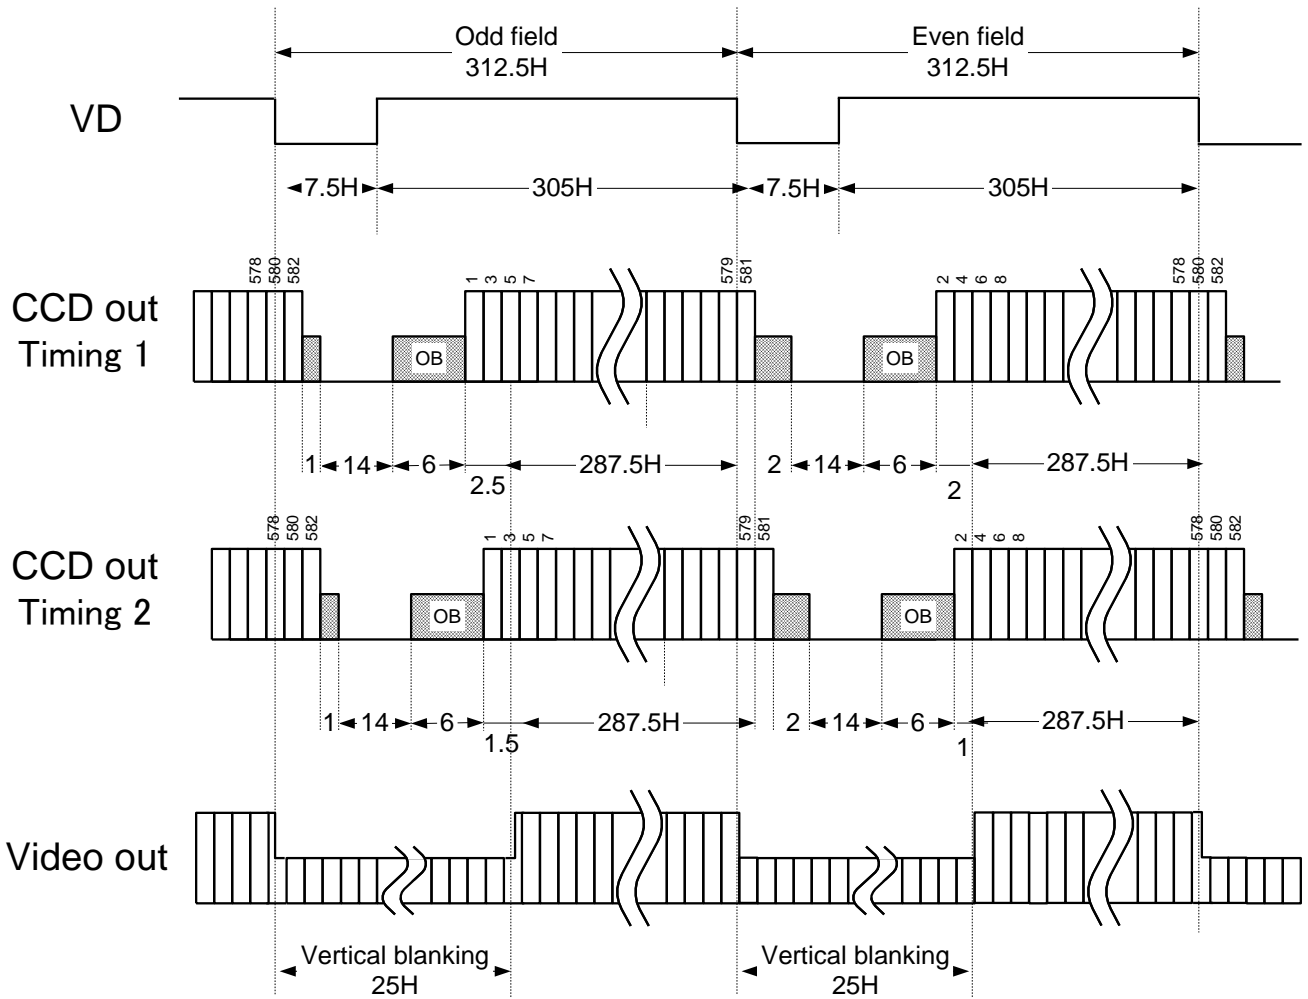 Odd field
312.5H
Even field
312.5H
VD
7.5H
305H
7.5H
305H
578
580
582
1
3
5
7
579
581
2
4
6
8
578
580
582
CCD out
Timing 1
OB
OB
1
14
6
2.5
287.5H
2
14
6
2
287.5H
578
580
582
1
3
5
7
579
581
2
4
6
8
578
580
582
CCD out
Timing 2
OB
OB
1
14
6
1.5
287.5H
2
14
6
1
287.5H
Video out
Vertical blanking
25H
Vertical blanking
25H